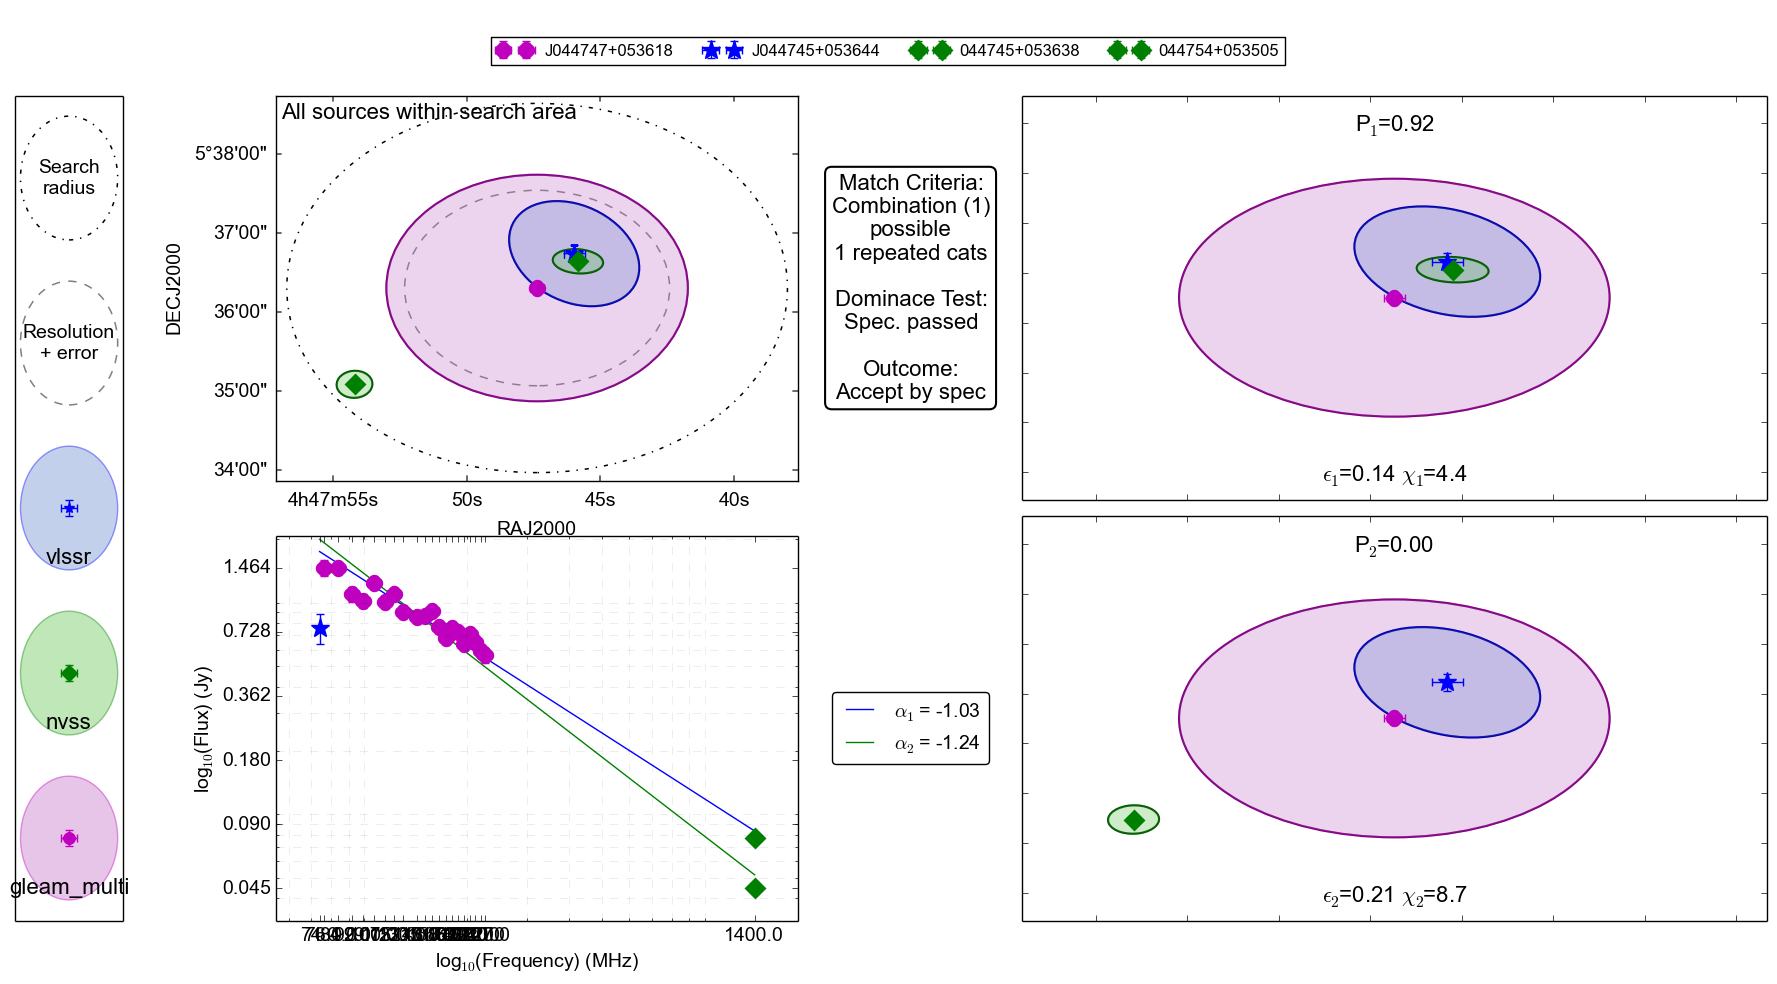 J044747+053618 J044745+053644 044745+053638 044754+053505
Search
radius
Resolution
+ error
vlssr
nvss
gleam_multi
All sources within search area
5°38'00"
37'00"
36'00"
35'00"
34'00"
DECJ2000
4h47m55s 50s 45s 40s
RAJ2000
Match Criteria:
Combination (1)
possible
1 repeated cats
Dominace Test:
Spec. passed
Outcome:
Accept by spec
P1=0.92
ϵ1=0.14 χ1=4.4
1.464
0.728
0.362
0.180
0.090
0.045
log10(Flux) (Jy)
1400.0
log10(Frequency) (MHz)
α1 = -1.03
α2 = -1.24
P2=0.00
ϵ2=0.21 χ2=8.7